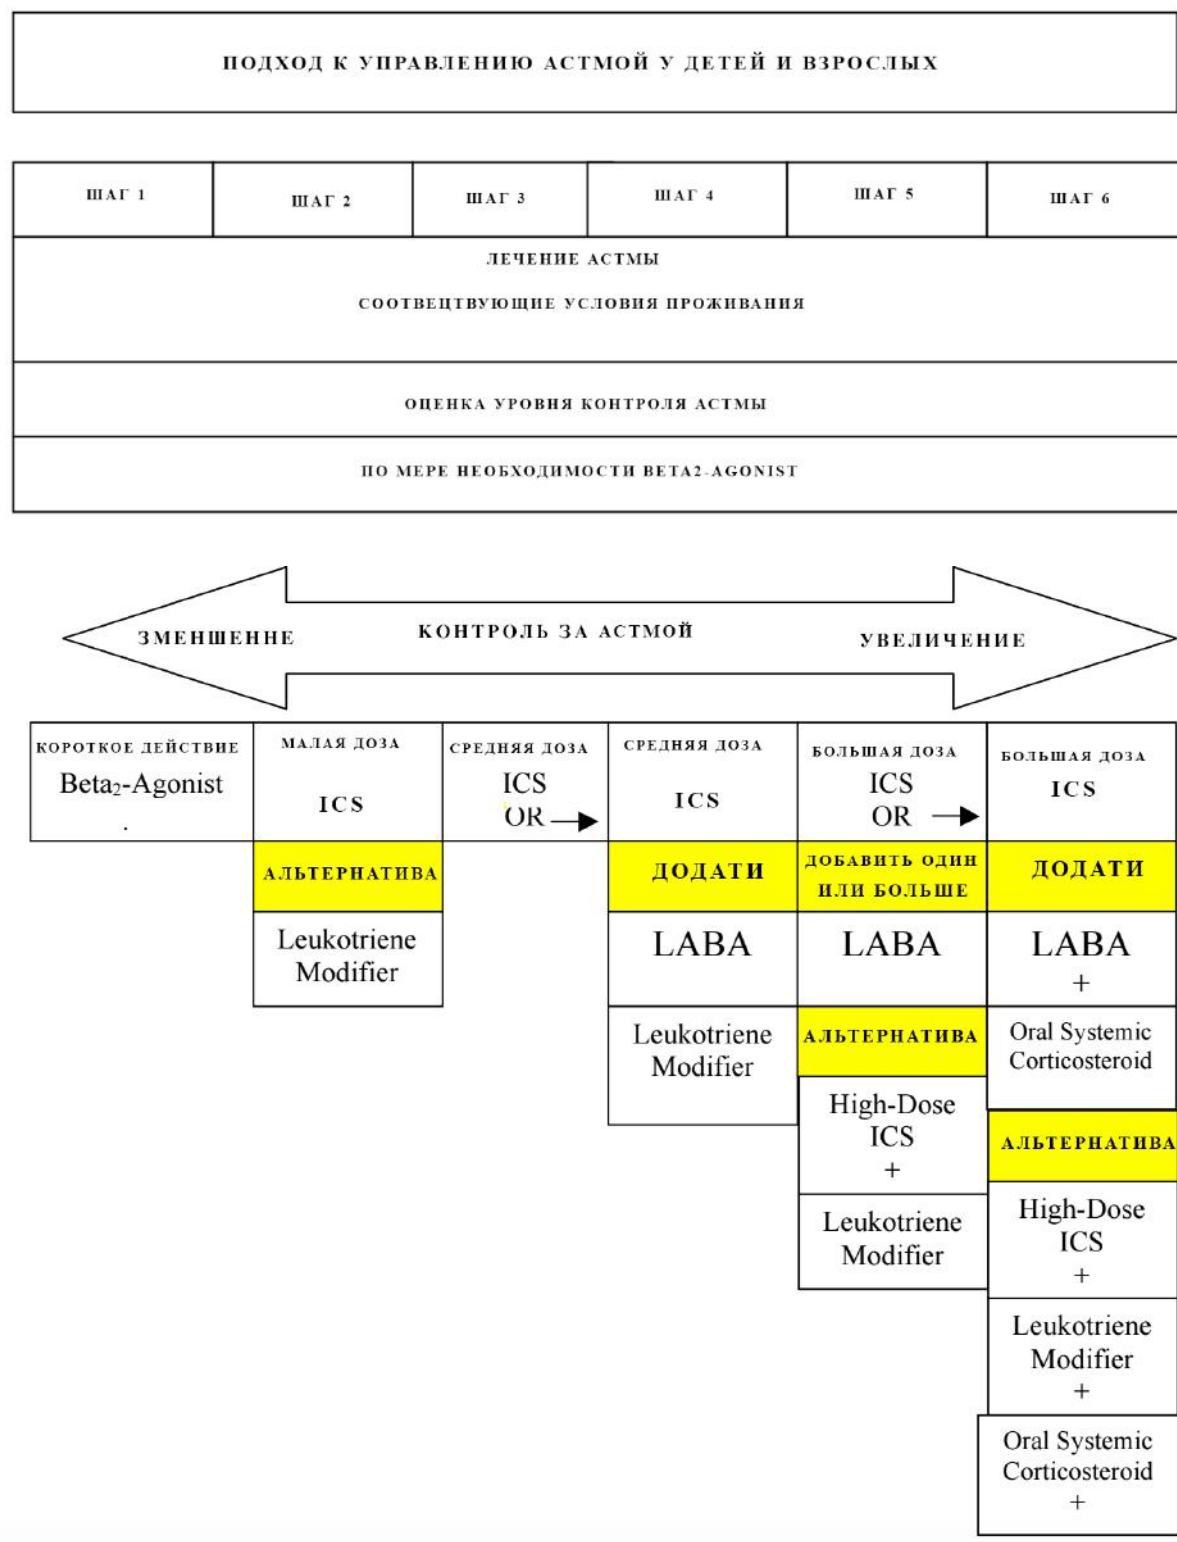 ПОДХОД К УПРАВЛЕНИЮ АСТМОЙ У ДЕТЕЙ И ВЗРОСЛЫХ
ШАГ 1
ШАГ 2
ШАГ 3
ШАГ 4
ШАГ 5
ШАГ 6
ЛЕЧЕНИЕ АСТМЫ
СООТВЕЦТВУЮЩИЕ УСЛОВИЯ ПРОЖИВАНИЯ
ОЦЕНКА УРОВНЯ КОНТРОЛЯ АСТМЫ
ПО МЕРЕ НЕОБХОДИМОСТИ BETA2-AGONIST
ЗМЕНШЕННЕ
КОНТРОЛЬ ЗА АСТМОЙ
УВЕЛИЧЕНИЕ
КОРОТКОЕ ДЕЙСТВИЕ
Beta₂-Agonist
.
МАЛАЯ ДОЗА
ICS
АЛЬТЕРНАТИВА
Leukotriene
Modifier
СРЕДНЯЯ ДОЗА
ICS
OR
СРЕДНЯЯ ДОЗА
ICS
ДОДАТИ
LABA
Leukotriene
Modifier
БОЛЬШАЯ ДОЗА
ICS
OR
ДОБАВИТЬ ОДИН
ИЛИ БОЛЬШЕ
LABA
АЛЬТЕРНАТИВА
High-Dose
ICS
+
Leukotriene
Modifier
БОЛЬШАЯ ДОЗА
ICS
ДОДАТИ
LABA
+
Oral Systemic
Corticosteroid
АЛЬТЕРНАТИВА
High-Dose
ICS
+
Leukotriene
Modifier
+
Oral Systemic
Corticosteroid
+